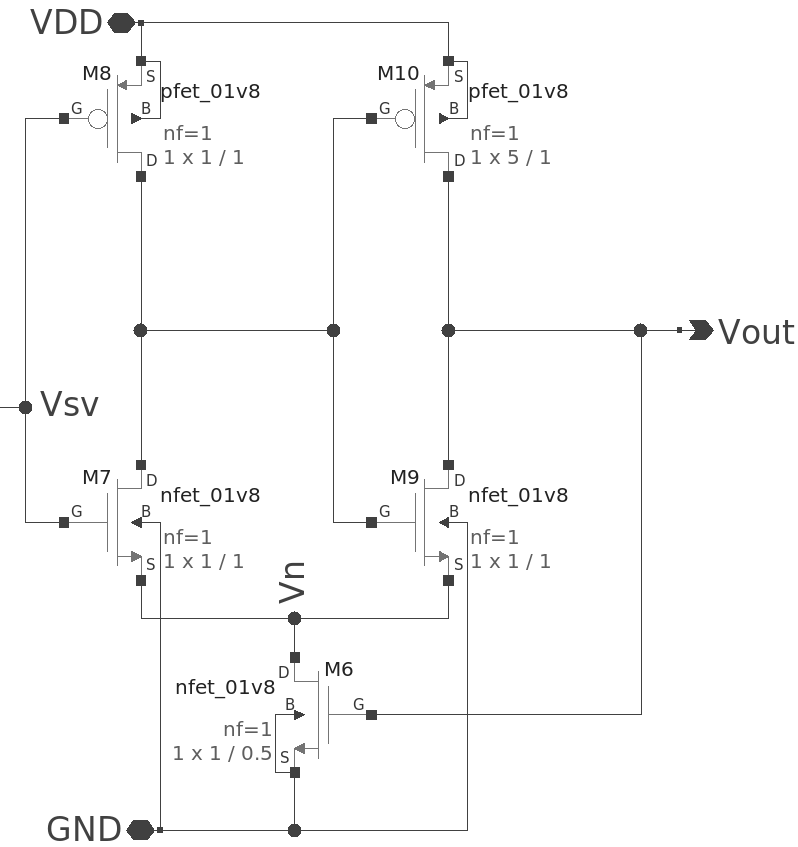 VDD
M8
S
pfet_01v8
G
B
nf=1
D
1 x 1 / 1
M10
S
pfet_01v8
G
B
nf=1
D
1 x 5 / 1
Vout
Vsv
M7
D
nfet_01v8
G
B
nf=1
S
1 x 1 / 1
M9
D
nfet_01v8
G
B
nf=1
S
1 x 1 / 1
Vn
D
M6
nfet_01v8
B
G
nf=1
1 x 1 / 0.5
S
GND